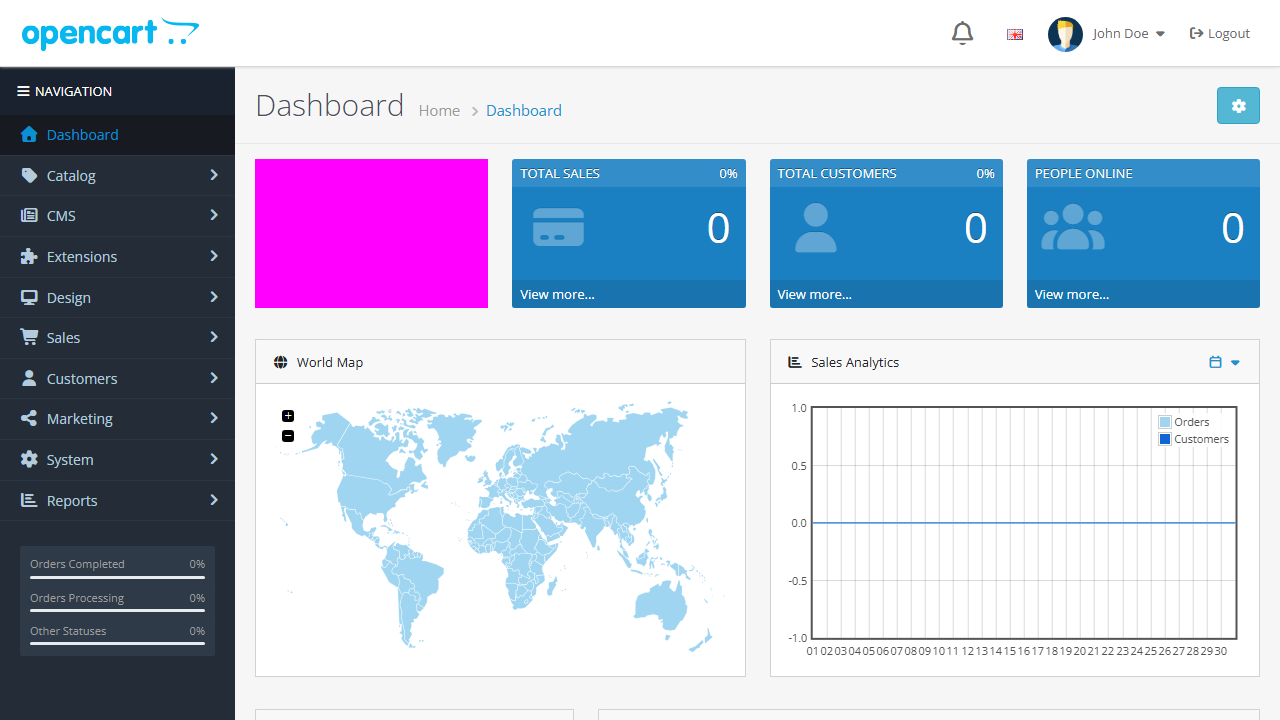 opencart
John Doe
Logout
NAVIGATION
Dashboard
Catalog
CMS
Extensions
Design
Sales
Customers
Marketing
System
Reports
Orders Completed 0%
Orders Processing 0%
Other Statuses 0%
Dashboard
Home
Dashboard
TOTAL SALES 0%
0
View more...
TOTAL CUSTOMERS 0%
0
View more...
PEOPLE ONLINE
0
View more...
World Map
+
−
Sales Analytics
1.0
0.5
0.0
-0.5
-1.0
Orders
Customers
01 02 03 04 05 06 07 08 09 10 11 12 13 14 15 16 17 18 19 20 21 22 23 24 25 26 27 28 29 30